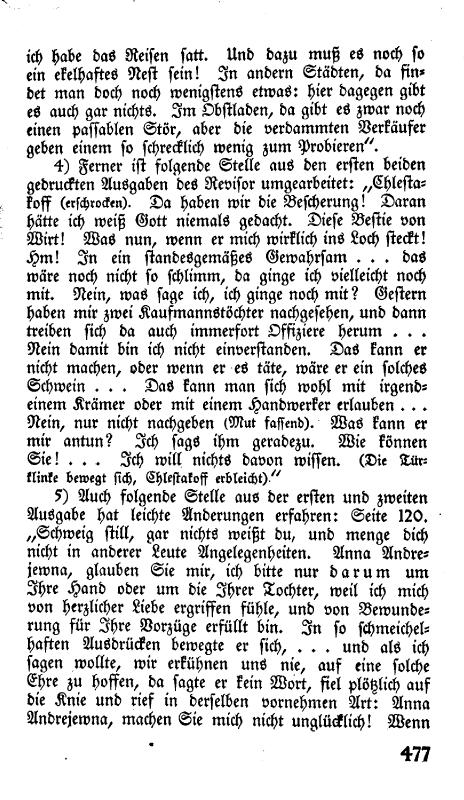 ich habe das Reisen satt. Und dazu muß es noch so
ein ekelhaftes Nest sein! In andern Städten, da fin-
det man doch noch wenigstens etwas: hier dagegen gibt
es auch gar nichts. Im Obstladen, da gibt es zwar noch
einen passablen Stör, aber die verdammten Verkäufer
geben einem so schrecklich wenig zum Probieren“.
4) Ferner ist folgende Stelle aus den ersten beiden
gedruckten Ausgaben des Revisor umgearbeitet: „Chlesta-
koff (erschrocken). Da haben wir die Bescherung! Daran
hätte ich weiß Gott niemals gedacht. Diese Bestie von
Wirt! Was nun, wenn er mich wirklich ins Loch steckt!
Hm! In ein standesgemäßes Gewahrsam . . . das
wäre noch nicht so schlimm, da ginge ich vielleicht noch
mit. Nein, was sage ich, ich ginge noch mit? Gestern
haben mir zwei Kaufmannstöchter nachgesehen, und dann
treiben sich da auch immerfort Offiziere herum . . .
Nein damit bin ich nicht einverstanden. Das kann er
nicht machen, oder wenn er es täte, wäre er ein solches
Schwein . . . Das kann man sich wohl mit irgend-
einem Krämer oder mit einem Handwerker erlauben . . .
Nein, nur nicht nachgeben (Mut fassend). Was kann er
mir antun? Ich sags ihm geradezu. Wie können
Sie! . . . Ich will nichts davon wissen. (Die Tür-
klinke bewegt sich, Chlestakoff erbleicht).“
5) Auch folgende Stelle aus der ersten und zweiten
Ausgabe hat leichte Änderungen erfahren: Seite 120.
„Schweig still, gar nichts weißt du, und menge dich
nicht in anderer Leute Angelegenheiten. Anna Andre-
jewna, glauben Sie mir, ich bitte nur darum um
Ihre Hand oder um die Ihrer Tochter, weil ich mich
von herzlicher Liebe ergriffen fühle, und von Bewunde-
rung für Ihre Vorzüge erfüllt bin. In so schmeichel-
haften Ausdrücken bewegte er sich, . . . und als ich
sagen wollte, wir erkühnen uns nie, auf eine solche
Ehre zu hoffen, da sagte er kein Wort, fiel plötzlich auf
die Knie und rief in derselben vornehmen Art: Anna
Andrejewna, machen Sie mich nicht unglücklich! Wenn
477